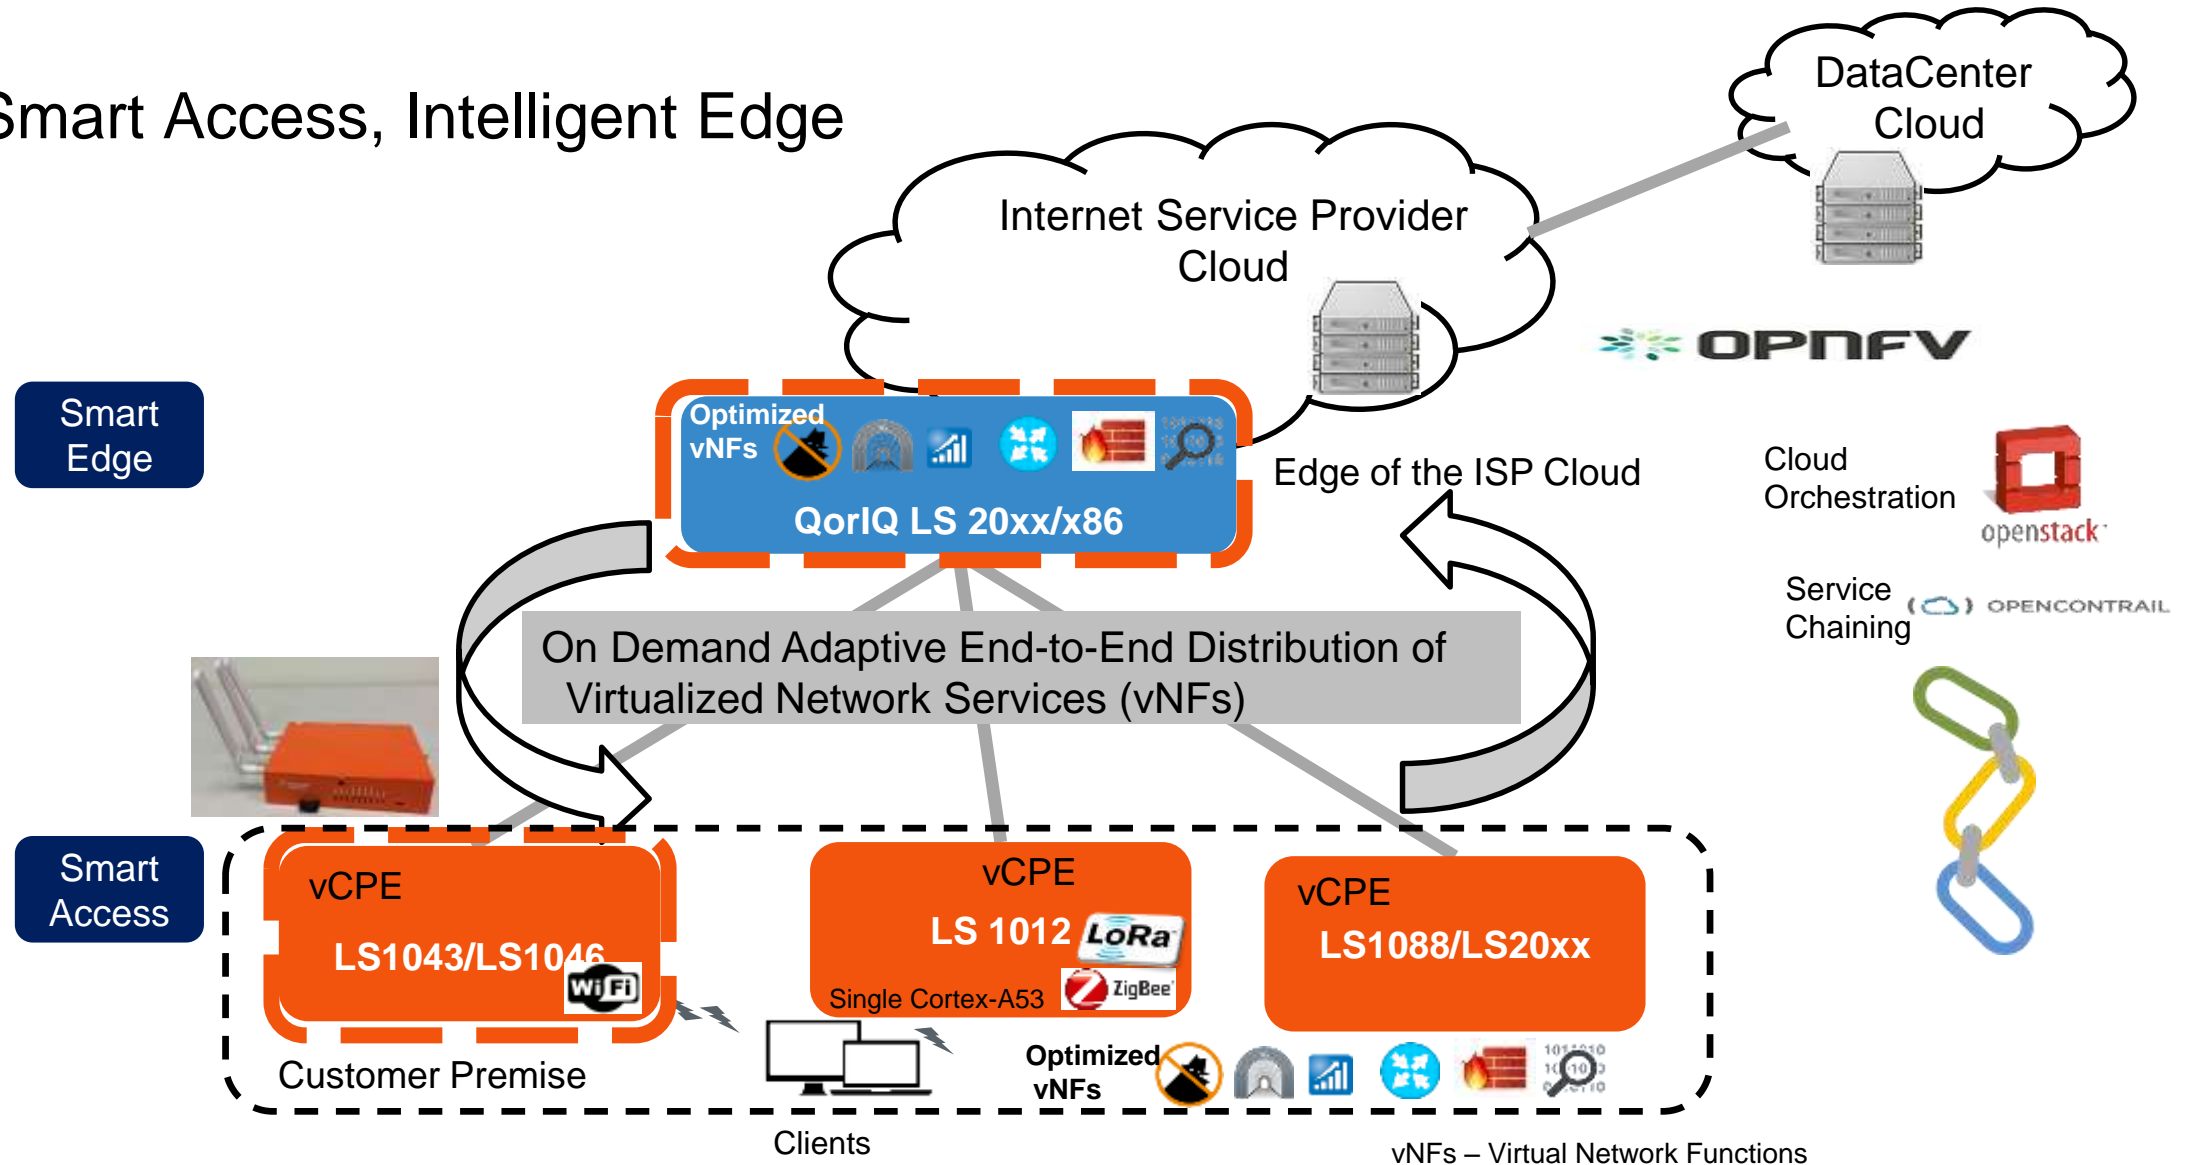 Smart Access, Intelligent Edge
DataCenter
Cloud
Internet Service Provider
Cloud
OPNFV
Smart
Edge
Optimized
vNFs
QorIQ LS 20xx/x86
Edge of the ISP Cloud
Cloud
Orchestration
openstack
Service
Chaining
OPENCONTRAIL
On Demand Adaptive End-to-End Distribution of
Virtualized Network Services (vNFs)
Smart
Access
vCPE
LS1043/LS1046
WiFi
vCPE
LS 1012
LoRa
Single Cortex-A53
ZigBee
vCPE
LS1088/LS20xx
Customer Premise
Optimized
vNFs
Clients
vNFs – Virtual Network Functions